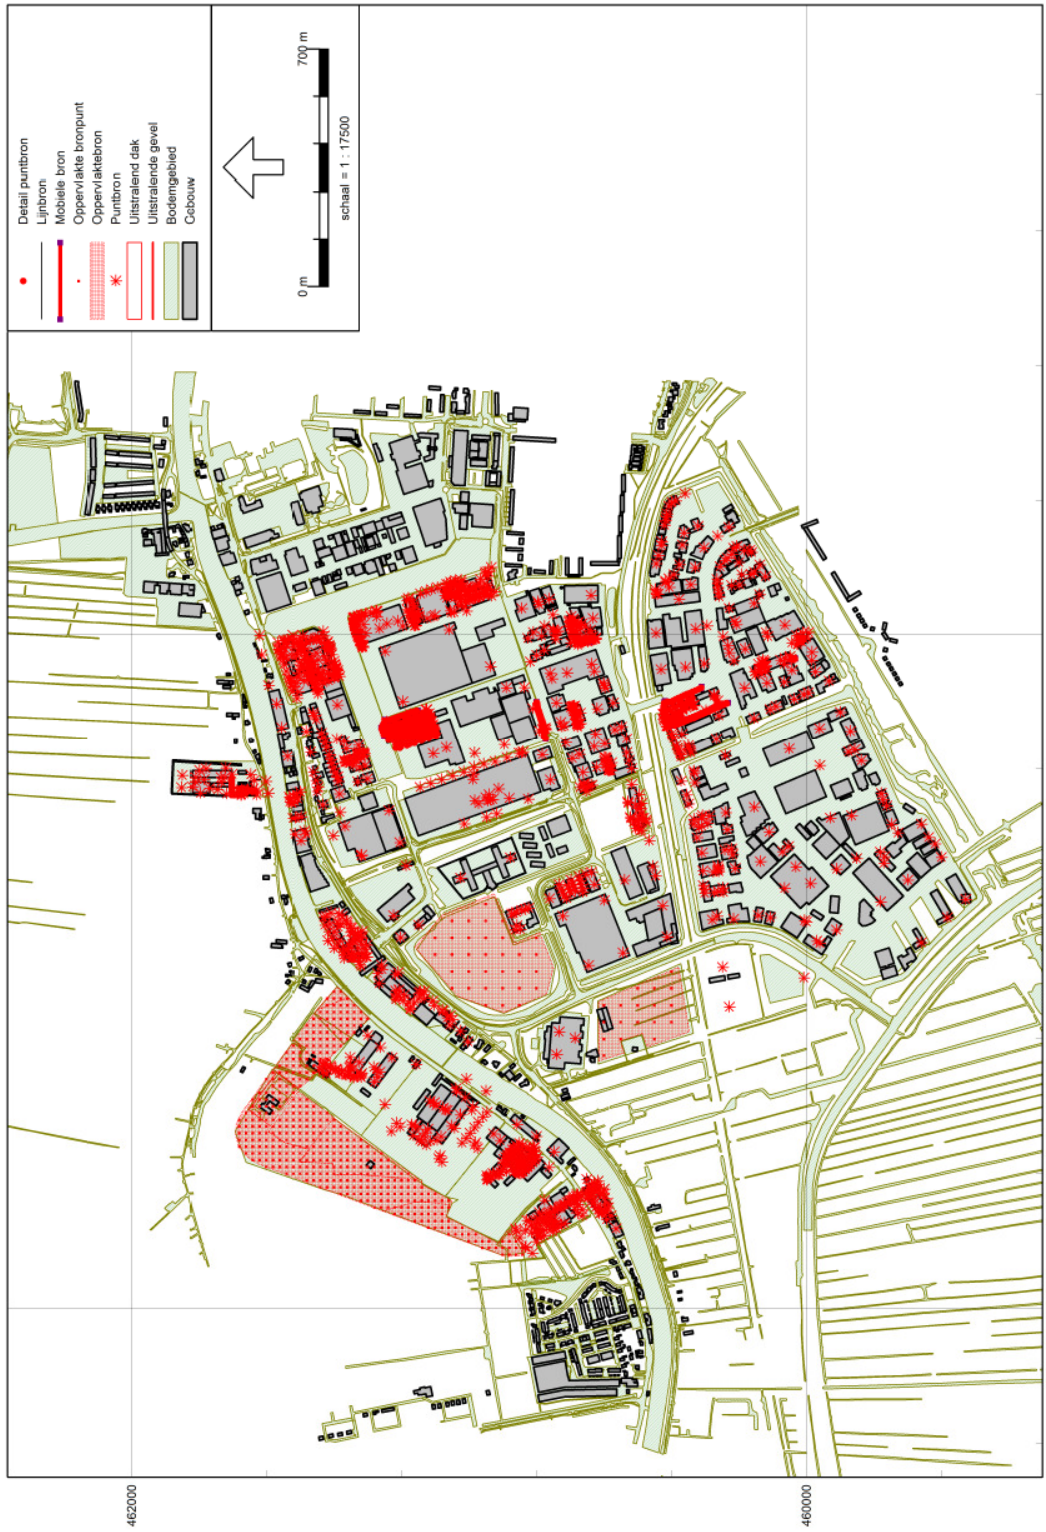 Detail puntbron
Lijnbron
Mobiele bron
Oppervlakte bronpunt
Oppervlaktebron
Puntbron
Uitstralend dak
Uitstralende gevel
Bodemgebied
Gebouw
0 m
700 m
schaal = 1 : 17500
462000
460000